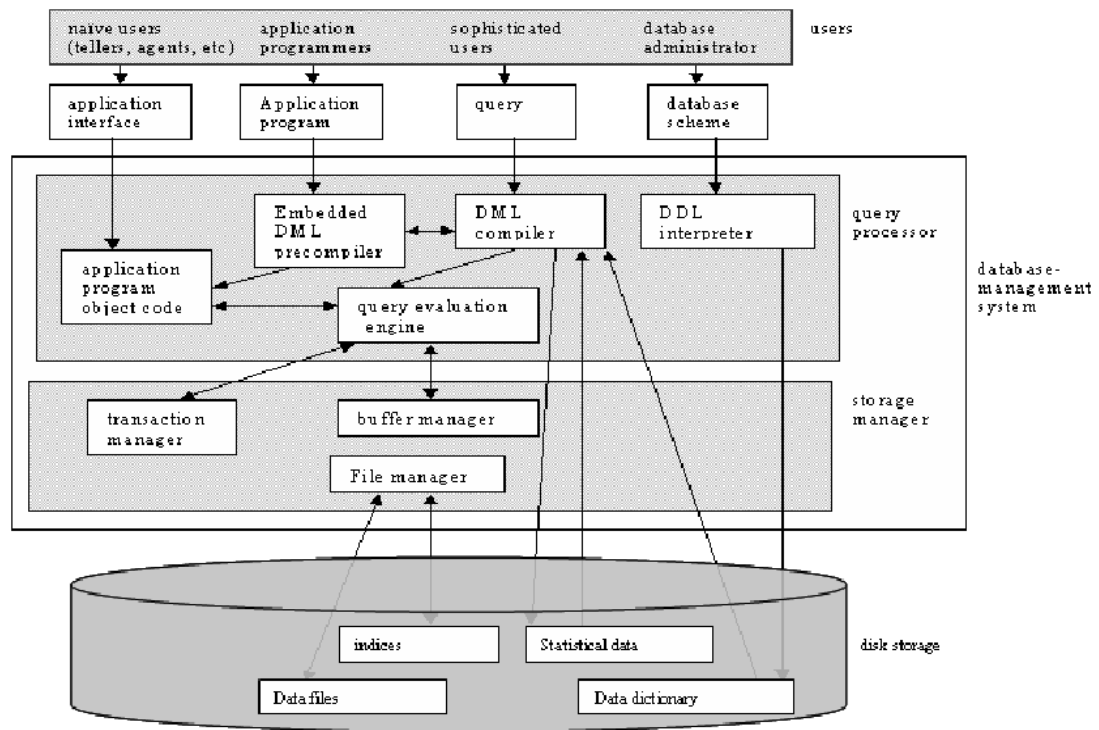 naïve users
(tellers, agents, etc)
application
programmers
sophisticated
users
database
administrator
users
application
interface
Application
program
query
database
scheme
Embedded
DML
precompiler
DML
compiler
DDL
interpreter
query
processor
application
program
object code
query evaluation
engine
database-
management
system
transaction
manager
buffer manager
storage
manager
File manager
indices
Statistical data
disk storage
Data files
Data dictionary